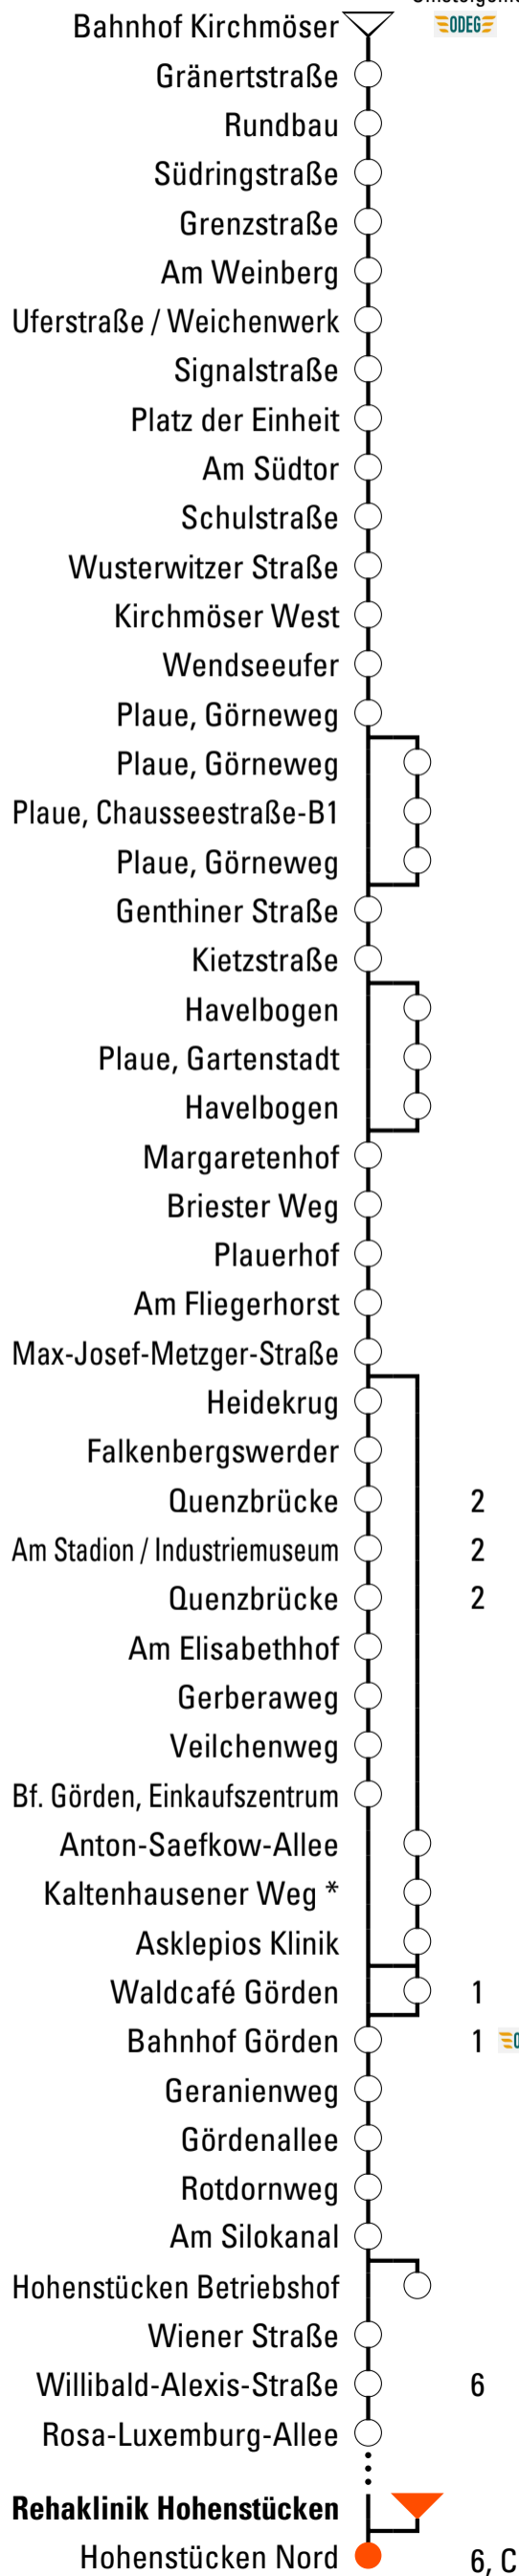 Bahnhof Kirchmöser ODEG
Gränertstraße
Rundbau
Südringstraße
Grenzstraße
Am Weinberg
Uferstraße / Weichenwerk
Signalstraße
Platz der Einheit
Am Südtor
Schulstraße
Wusterwitzer Straße
Kirchmöser West
Wendseeufer
Plaue, Görneweg
Plaue, Görneweg
Plaue, Chausseestraße-B1
Plaue, Görneweg
Genthiner Straße
Kietzstraße
Havelbogen
Plaue, Gartenstadt
Havelbogen
Margaretenhof
Briester Weg
Plauerhof
Am Fliegerhorst
Max-Josef-Metzger-Straße
Heidekrug
Falkenbergswerder
Quenzbrücke 2
Am Stadion / Industriemuseum 2
Quenzbrücke 2
Am Elisabethhof
Gerberaweg
Veilchenweg
Bf. Görden, Einkaufszentrum
Anton-Saefkow-Allee
Kaltenhausener Weg *
Asklepios Klinik
Waldcafé Görden 1
Bahnhof Görden 1
Geranienweg
Gördenallee
Rotdornweg
Am Silokanal
Hohenstücken Betriebshof
Wiener Straße
Willibald-Alexis-Straße 6
Rosa-Luxemburg-Allee
Rehaklinik Hohenstücken
Hohenstücken Nord 6, C